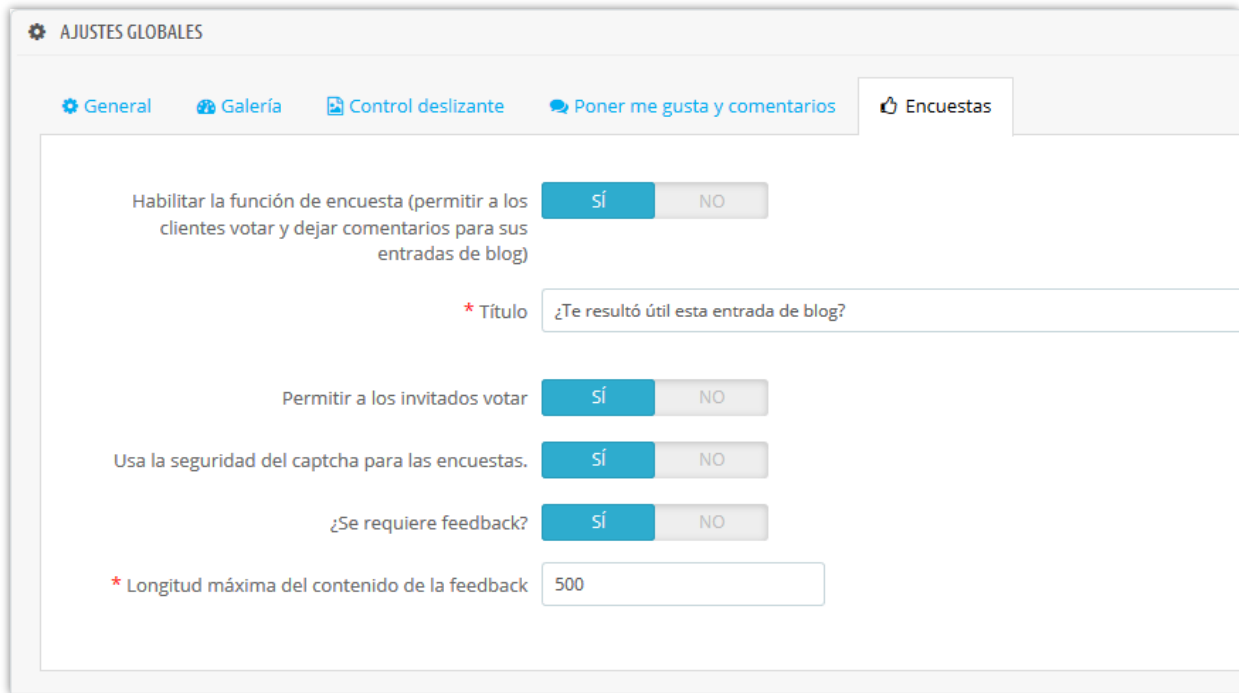 AJUSTES GLOBALES
General Galería Control deslizante Poner me gusta y comentarios Encuestas
Habilitar la función de encuesta (permitir a los SÍ NO
clientes votar y dejar comentarios para sus
entradas de blog)
* Título ¿Te resultó útil esta entrada de blog?
Permitir a los invitados votar SÍ NO
Usa la seguridad del captcha para las encuestas. SÍ NO
¿Se requiere feedback? SÍ NO
* Longitud máxima del contenido de la feedback 500